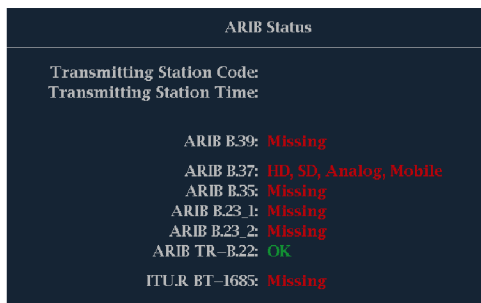 ARIB Status
Transmitting Station Code:
Transmitting Station Time:
ARIB B.39: Missing
ARIB B.37: HD, SD, Analog, Mobile
ARIB B.35: Missing
ARIB B.23_1: Missing
ARIB B.23_2: Missing
ARIB TR-B.22: OK
ITU.R BT-1685: Missing